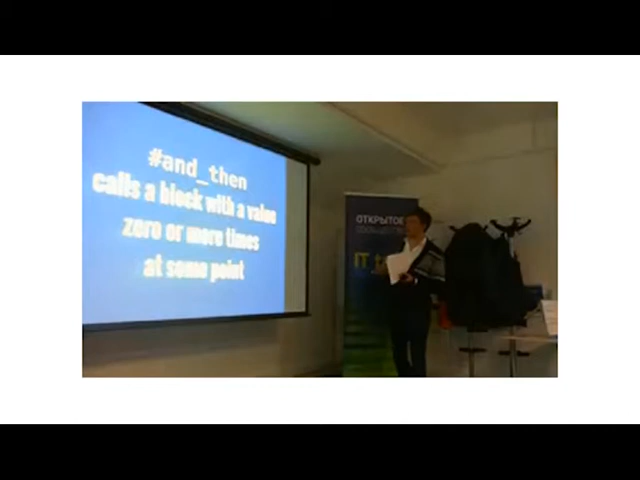 #and_then
calls a block with a value
zero or more times
at some point
ОТКРЫТОЕ
IT